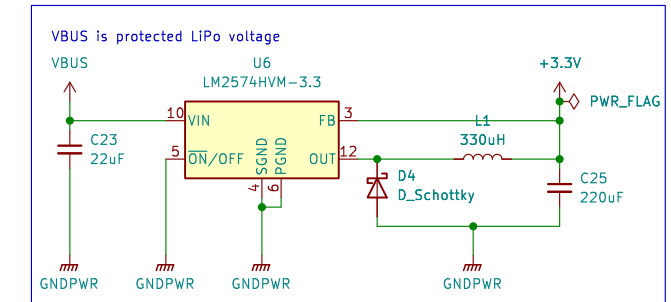 VBUS is protected LiPo voltage
VBUS
U6
LM2574HVM-3.3
+3.3V
PWR_FLAG
10
VIN
FB
3
L1
330uH
C23
22uF
5
ON/OFF
SGND
PGND
OUT
12
4
6
D4
D_Schottky
C25
220uF
GNDPWR
GNDPWR
GNDPWR
GNDPWR